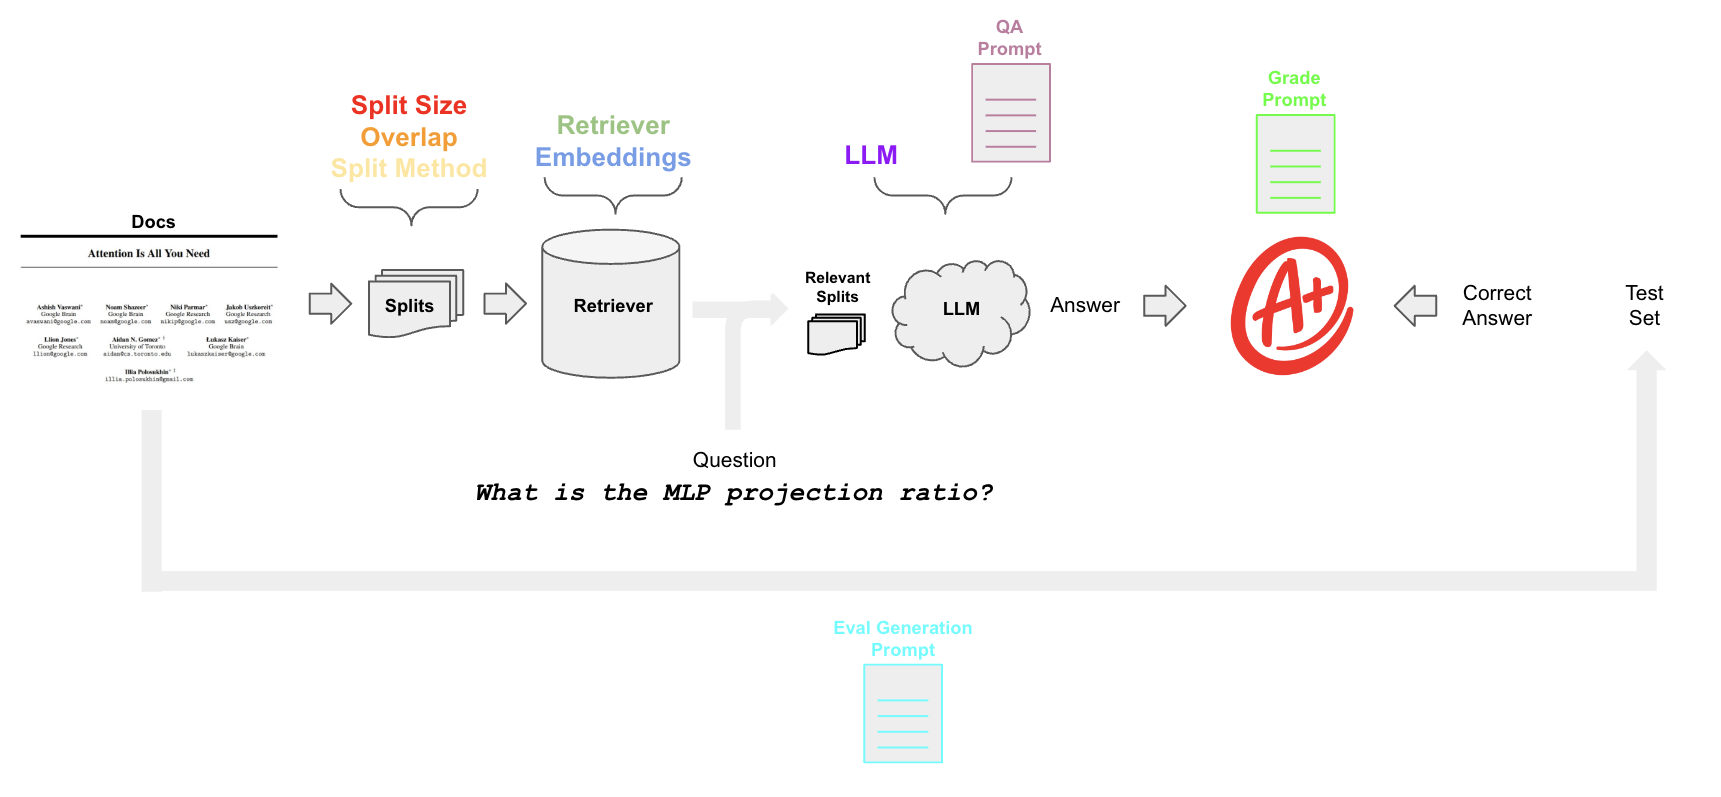 QA
Prompt
Grade
Prompt
Split Size
Overlap
Split Method
Retriever
Embeddings
LLM
Docs
Attention Is All You Need
Ashish Vaswani* Noam Shazeer* Niki Parmar* Jakob Uszkoreit*
Google Brain Google Brain Google Research Google Research
avaswani@google.com noam@google.com nikip@google.com usz@google.com
Llion Jones* Aidan N. Gomez* † Łukasz Kaiser*
Google Research University of Toronto Google Brain
llion@google.com aidan@cs.toronto.edu lukaszkaiser@google.com
Illia Polosukhin* ‡
illia.polosukhin@gmail.com
Splits
Retriever
Relevant
Splits
LLM
Answer
A+
Correct
Answer
Test
Set
Question
What is the MLP projection ratio?
Eval Generation
Prompt